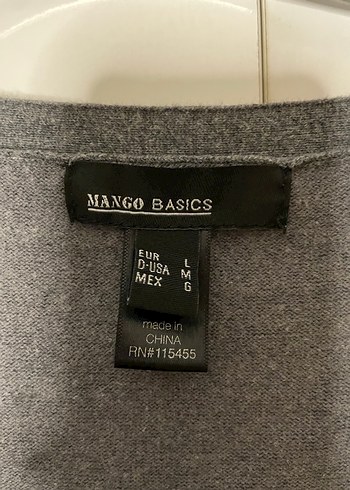 MANGO BASICS
EUR L
D-USA M
MEX G
made in
CHINA
RN#115455